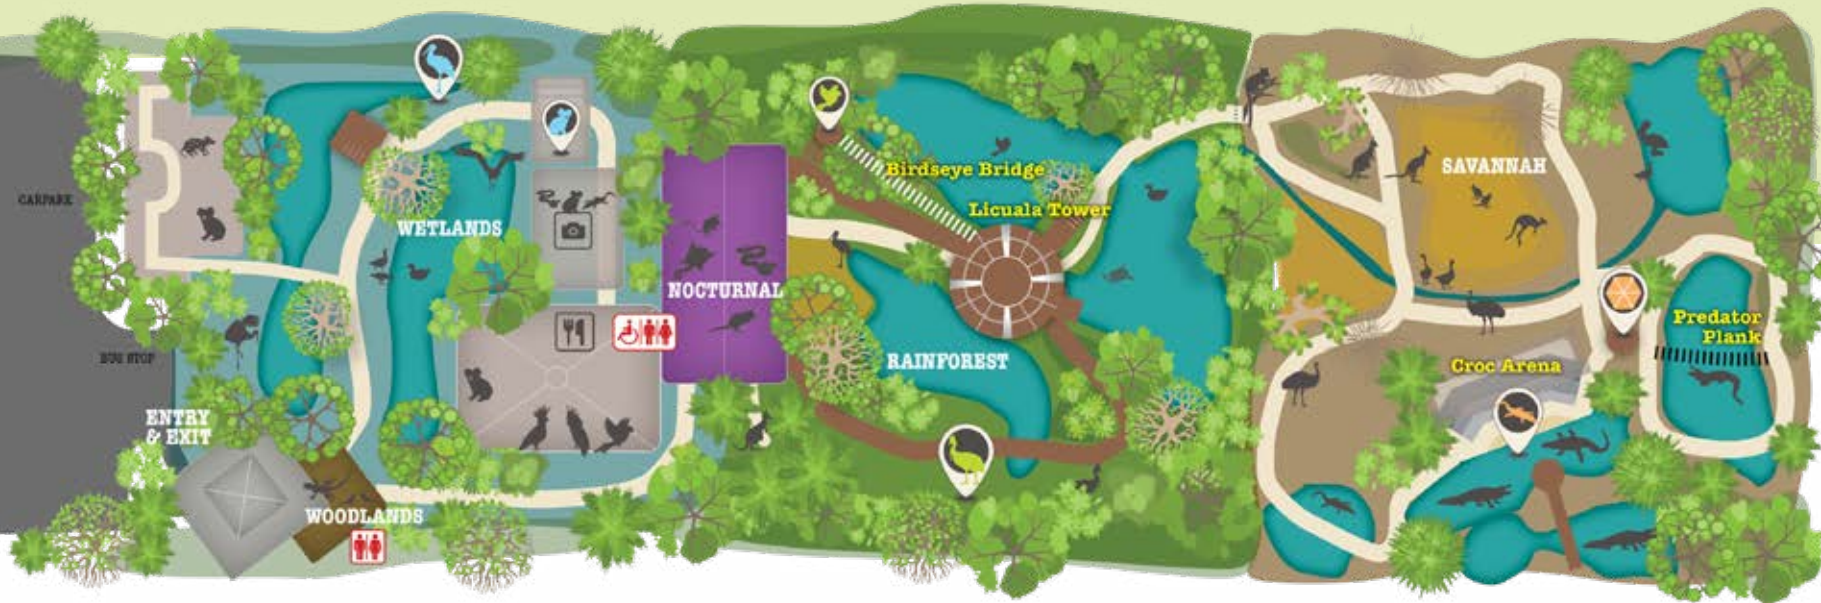 CARPARK
BUS STOP
ENTRY
& EXIT
WETLANDS
WOODLANDS
NOCTURNAL
Birdseye Bridge
Licuala Tower
RAINFOREST
SAVANNAH
Croc Arena
Predator
Plank